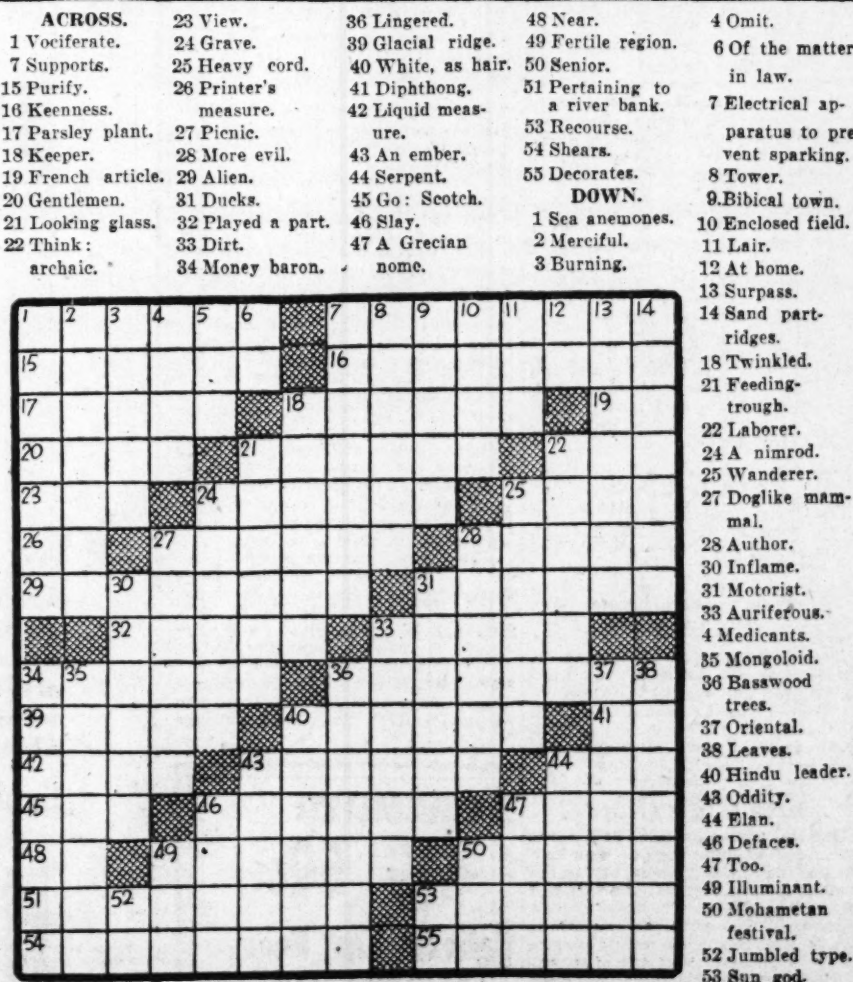 ACROSS.
1 Vociferate.
7 Supports.
15 Purify.
16 Keenness.
17 Parsley plant.
18 Keeper.
19 French article.
20 Gentlemen.
21 Looking glass.
22 Think:
archaic.
23 View.
24 Grave.
25 Heavy cord.
26 Printer's
measure.
27 Picnic.
28 More evil.
29 Alien.
31 Ducks.
32 Played a part.
33 Dirt.
34 Money baron.
36 Lingered.
39 Glacial ridge.
40 White, as hair.
41 Diphthong.
42 Liquid meas-
ure.
43 An ember.
44 Serpent.
45 Go: Scotch.
46 Slay.
47 A Grecian
nome.
48 Near.
49 Fertile region.
50 Senior.
51 Pertaining to
a river bank.
53 Recourse.
54 Shears.
55 Decorates.
DOWN.
1 Sea anemones.
2 Merciful.
3 Burning.
4 Omit.
6 Of the matter
in law.
7 Electrical ap-
paratus to pre
vent sparking.
8 Tower.
9.Bibical town.
10 Enclosed field.
11 Lair.
12 At home.
13 Surpass.
14 Sand part-
ridges.
18 Twinkled.
21 Feeding-
trough.
22 Laborer.
24 A nimrod.
25 Wanderer.
27 Doglike mam-
mal.
28 Author.
30 Inflame.
31 Motorist.
33 Auriferous.
4 Medicants.
35 Mongoloid.
36 Basswood
trees.
37 Oriental.
38 Leaves.
40 Hindu leader.
43 Oddity.
44 Elan.
46 Defaces.
47 Too.
49 Illuminant.
50 Mohametan
festival.
52 Jumbled type.
53 Sun god.
1 2 3 4 5 6 7 8 9 10 11 12 13 14
15 16
17 18 19
20 21 22
23 24 25
26 27 28
29 30 31
32 33
34 35 36 37 38
39 40 41
42 43 44
45 46 47
48 49 50
51 52 53
54 55